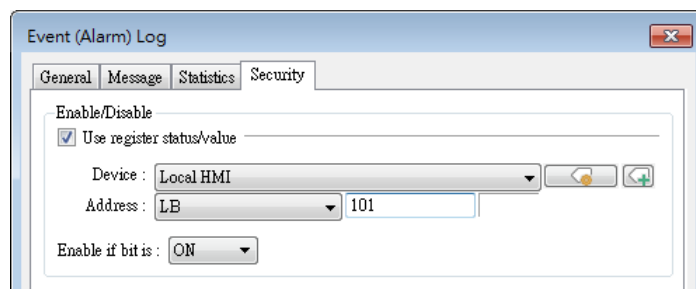 Event (Alarm) Log
General Message Statistics Security
Enable/Disable
Use register status/value
Device : Local HMI
Address : LB 101
Enable if bit is : ON